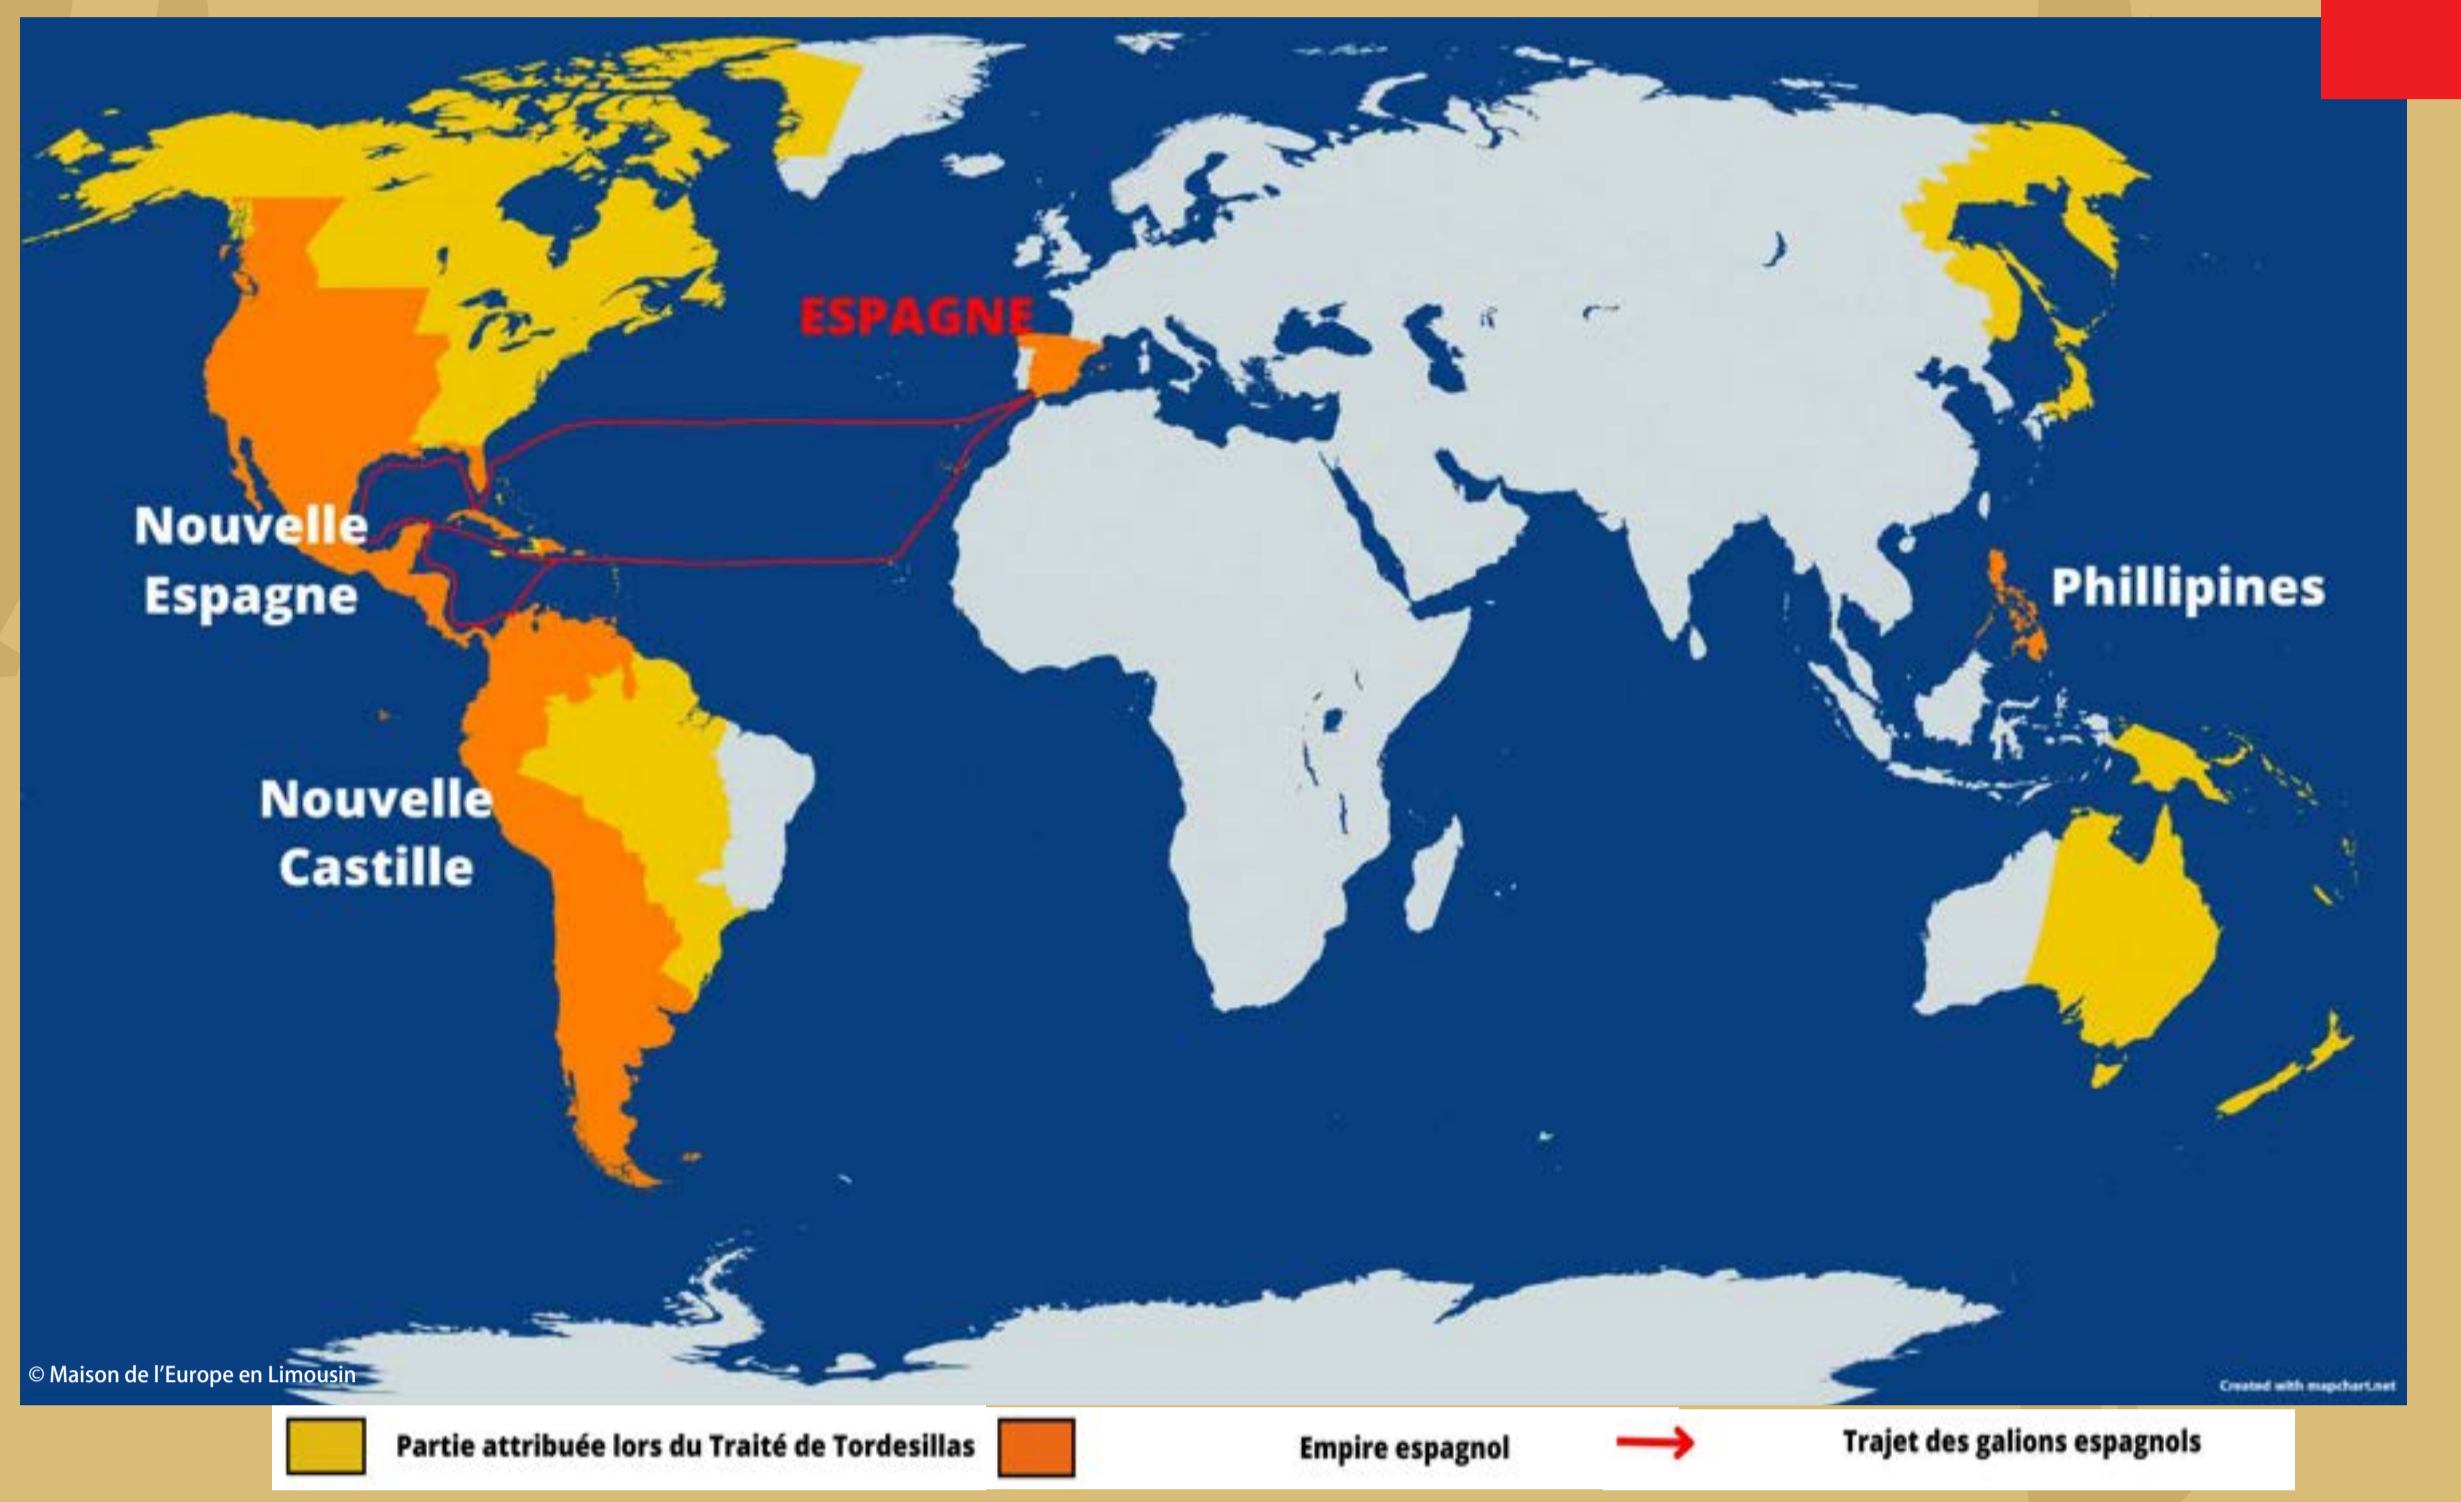 ESPAGNE
Nouvelle
Espagne
Phillipines
Nouvelle
Castille
© Maison de l'Europe en Limousin
Created with mapchart.net
Partie attribuée lors du Traité de Tordesillas
Empire espagnol
Trajet des galions espagnols